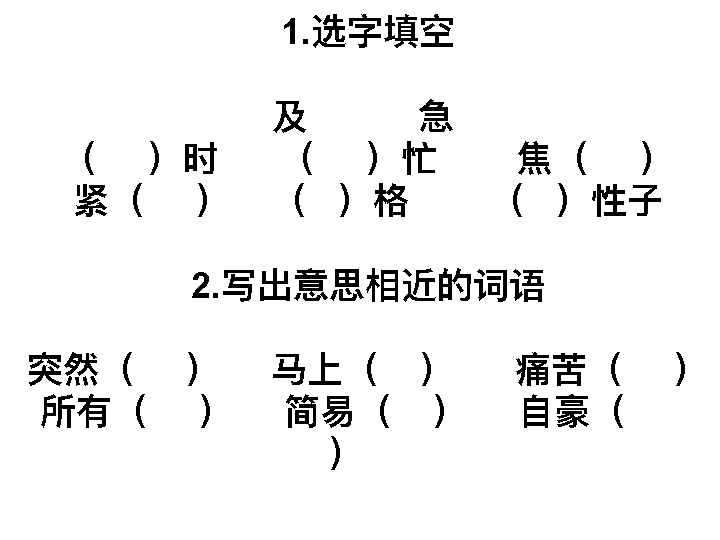 1.选字填空
及 急
（ ）时 （ ）忙 焦（ ）
紧（ ） （ ）格 （ ）性子
2.写出意思相近的词语
突然（ ） 马上（ ） 痛苦（ ）
所有（ ） 简易（ ） 自豪（
）